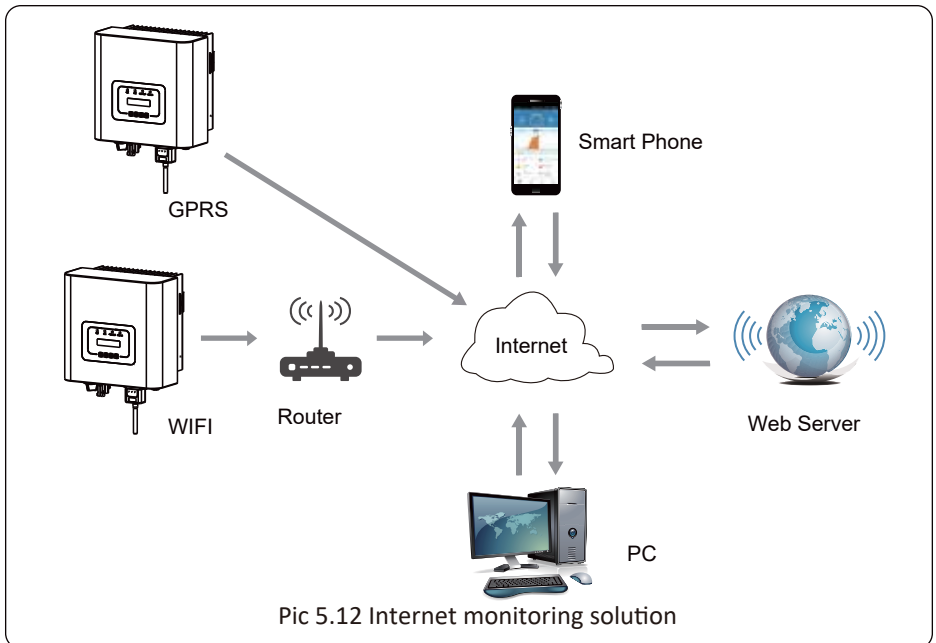 GPRS
Smart Phone
WIFI
Router
Internet
Web Server
PC
Pic 5.12 Internet monitoring solution